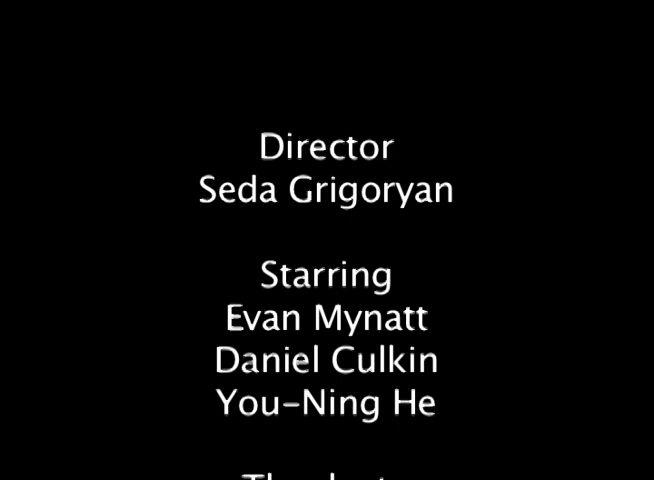 Director
Seda Grigoryan
Starring
Evan Mynatt
Daniel Culkin
You-Ning He